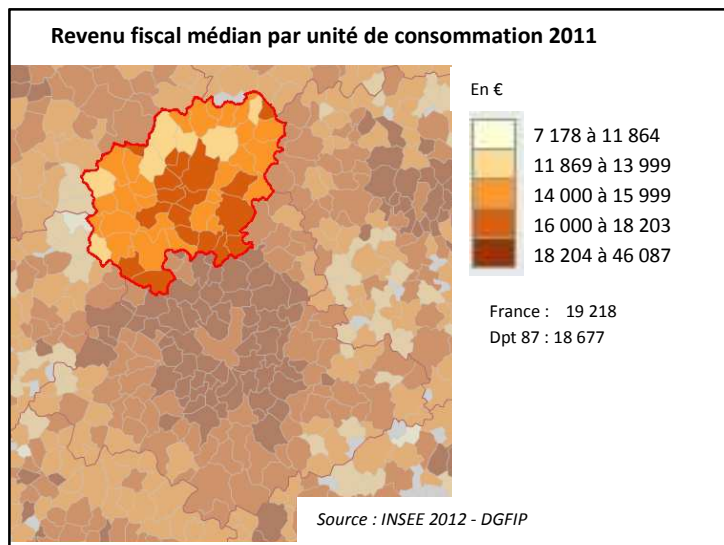 Revenu fiscal médian par unité de consommation 2011
En €
7 178 à 11 864
11 869 à 13 999
14 000 à 15 999
16 000 à 18 203
18 204 à 46 087
France : 19 218
Dpt 87 : 18 677
Source : INSEE 2012 - DGFIP